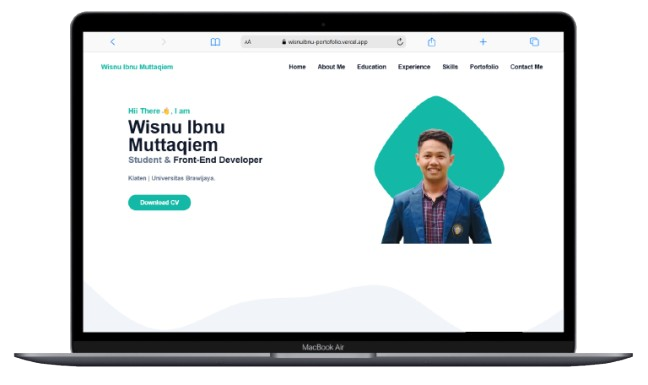 AA wisnuibnu-portofolio.vercel.app
Wisnu Ibnu Muttaqiem Home About Me Education Experience Skills Portofolio Contact Me
Hii There 👋, I am
Wisnu Ibnu
Muttaqiem
Student & Front-End Developer
Klaten | Universitas Brawijaya.
Download CV
MacBook Air